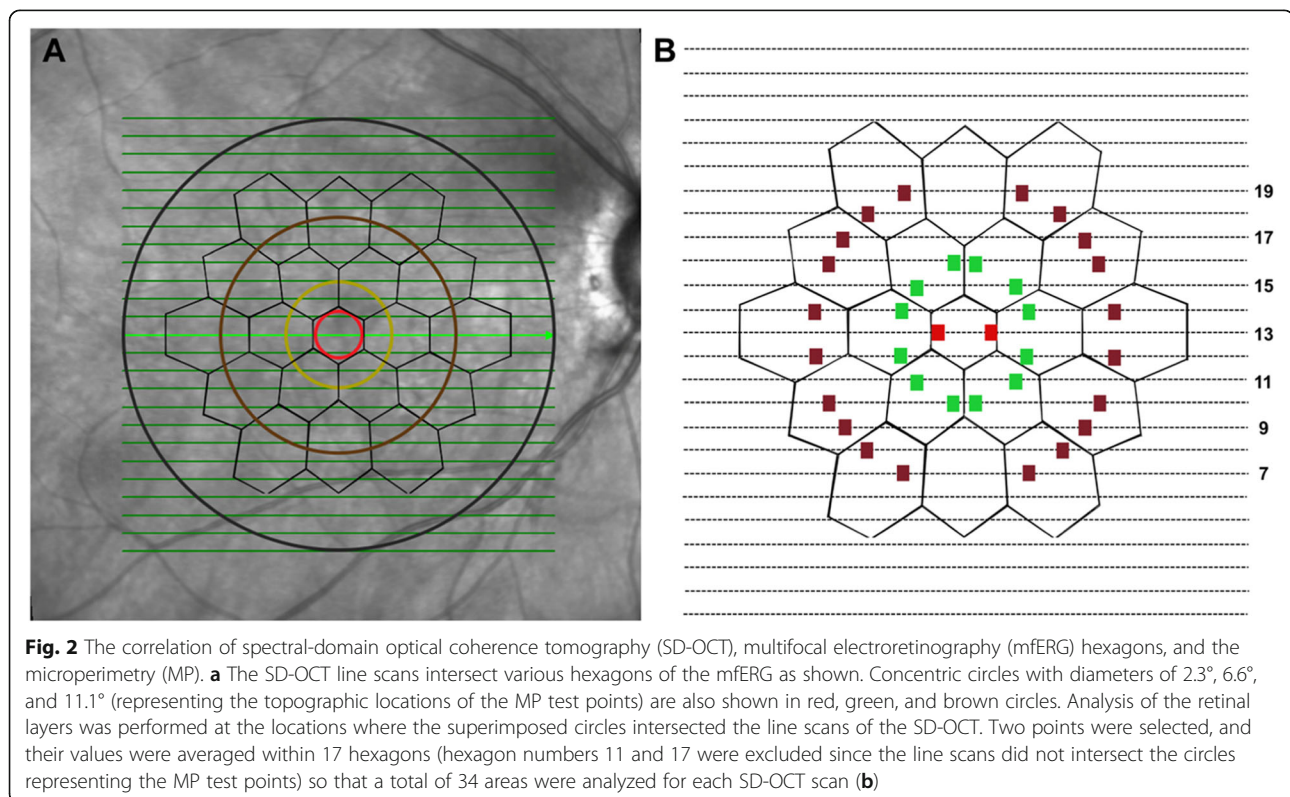 A
B
19
17
15
13
11
9
7
Fig. 2 The correlation of spectral-domain optical coherence tomography (SD-OCT), multifocal electroretinography (mfERG) hexagons, and the
microperimetry (MP). a The SD-OCT line scans intersect various hexagons of the mfERG as shown. Concentric circles with diameters of 2.3°, 6.6°,
and 11.1° (representing the topographic locations of the MP test points) are also shown in red, green, and brown circles. Analysis of the retinal
layers was performed at the locations where the superimposed circles intersected the line scans of the SD-OCT. Two points were selected, and
their values were averaged within 17 hexagons (hexagon numbers 11 and 17 were excluded since the line scans did not intersect the circles
representing the MP test points) so that a total of 34 areas were analyzed for each SD-OCT scan (b)